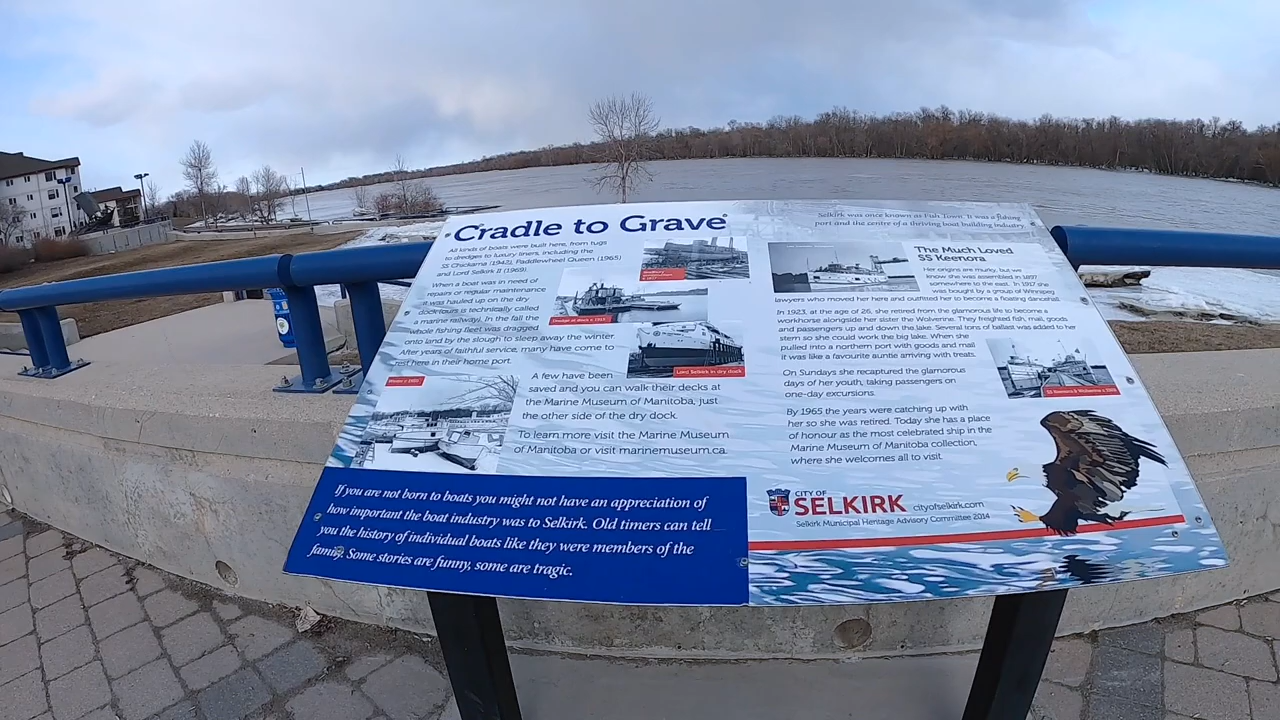 Cradle to Grave
All kinds of boats were built here, from tugs
to dredges to luxury liners, including the
SS Chickama (1942), Paddlewheel Queen (1965)
and Lord Selkirk II (1969).
When a boat was in need of
repairs or regular maintenance
it was hauled up on the dry
dock (ours is technically called
a marine railway). In the fall the
whole fishing fleet was dragged
onto land by the slough to sleep away the winter.
After years of faithful service, many have come to
rest here in their home port.
A few have been
saved and you can walk their decks at
the Marine Museum of Manitoba, just
the other side of the dry dock.
To learn more visit the Marine Museum
of Manitoba or visit marinemuseum.ca.
Lord Selkirk in dry dock
If you are not born to boats you might not have an appreciation of
how important the boat industry was to Selkirk. Old timers can tell
you the history of individual boats like they were members of the
family. Some stories are funny, some are tragic.
Selkirk was once known as Fish Town. It was a fishing
port and the centre of a thriving boat building industry.
The Much Loved
SS Keenora
Her origins are murky, but we
know she was assembled in 1897
somewhere to the east. In 1917 she
was bought by a group of Winnipeg
lawyers who moved her here and outfitted her to become a floating dancehall.
In 1923, at the age of 26, she retired from the glamorous life to become a
workhorse alongside her sister the Wolverine. They freighted fish, mail, goods
and passengers up and down the lake. Several tons of ballast was added to her
stem so she could work the big lake. When she
pulled into a northern port with goods and mail
it was like a favourite auntie arriving with treats.
On Sundays she recaptured the glamorous
days of her youth, taking passengers on
one-day excursions.
By 1965 the years were catching up with
her so she was retired. Today she has a place
of honour as the most celebrated ship in the
Marine Museum of Manitoba collection,
where she welcomes all to visit.
CITY OF
SELKIRK cityofselkirk.com
Selkirk Municipal Heritage Advisory Committee 2014